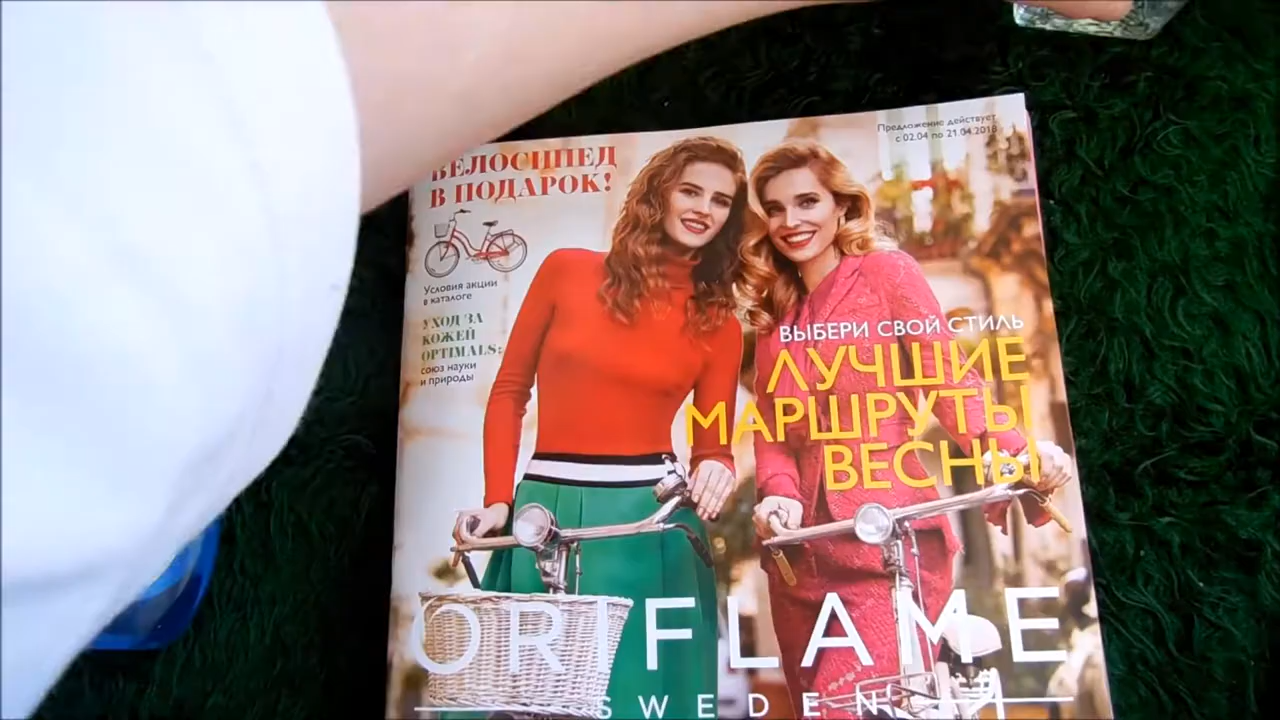 Предложение действует
с 02.04 по 21.04.2018
ВЕЛОСИПЕД
В ПОДАРОК!
Условия акции
в каталоге
УХОД ЗА
КОЖЕЙ
OPTIMALS:
союз науки
и природы
ВЫБЕРИ СВОЙ СТИЛЬ
ЛУЧШИЕ
МАРШРУТЫ
ВЕСНЫ
ORIFLAME
SWEDEN